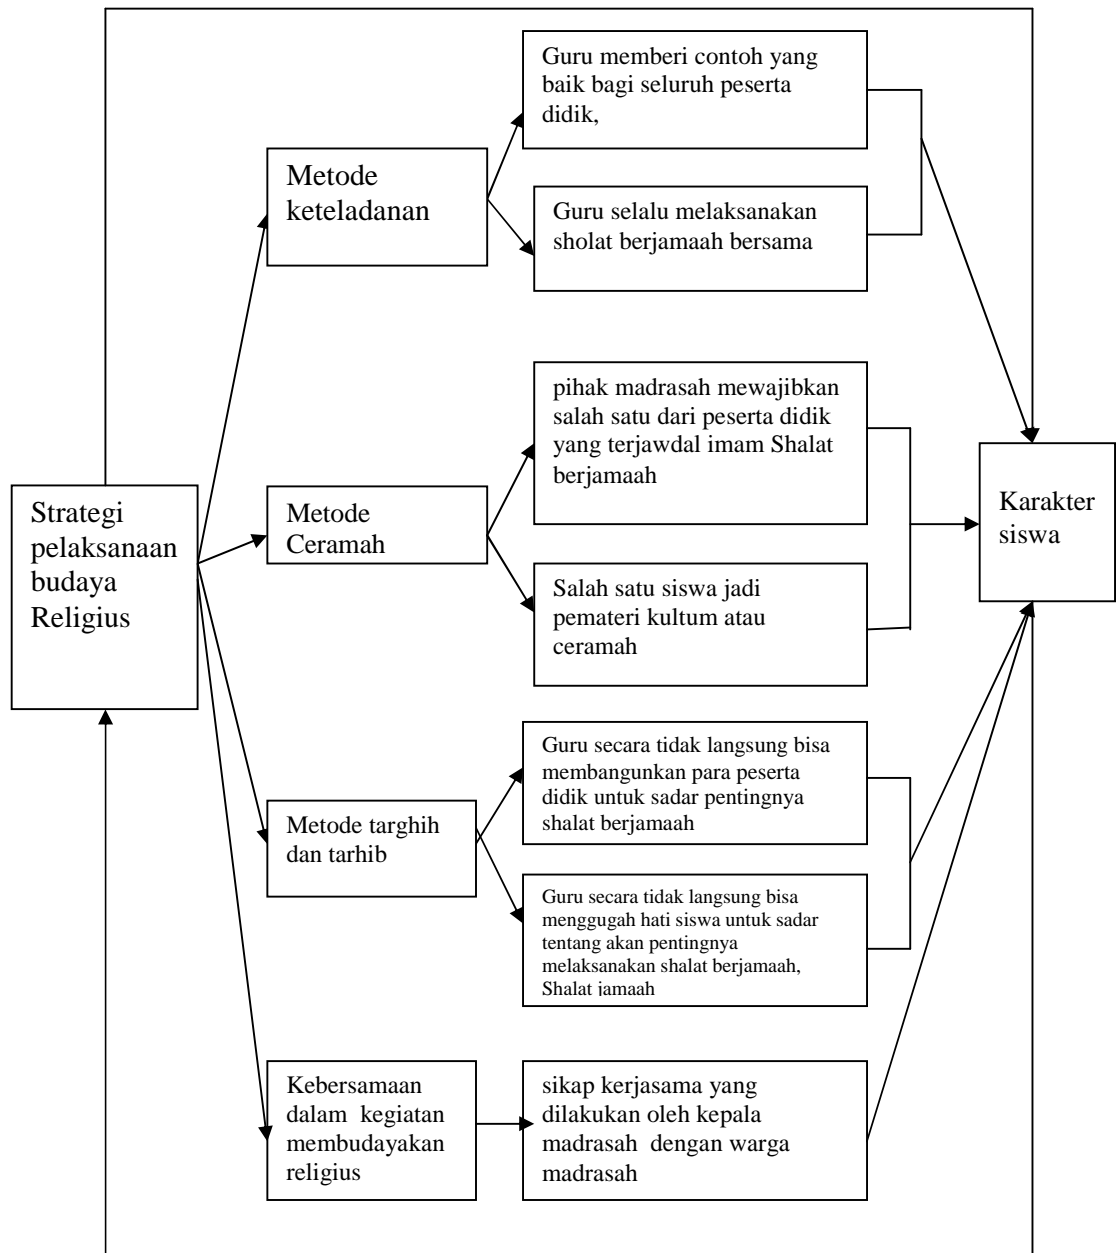 Guru memberi contoh yang
baik bagi seluruh peserta
didik,
Metode
keteladanan
Guru selalu melaksanakan
sholat berjamaah bersama
pihak madrasah mewajibkan
salah satu dari peserta didik
yang terjawdal imam Shalat
berjamaah
Strategi
pelaksanaan
budaya
Religius
Metode
Ceramah
Karakter
siswa
Salah satu siswa jadi
pemateri kultum atau
ceramah
Guru secara tidak langsung bisa
membangunkan para peserta
didik untuk sadar pentingnya
shalat berjamaah
Metode targhih
dan tarhib
Guru secara tidak langsung bisa
menggugah hati siswa untuk sadar
tentang akan pentingnya
melaksanakan shalat berjamaah,
Shalat jamaah
Kebersamaan
dalam kegiatan
membudayakan
religius
sikap kerjasama yang
dilakukan oleh kepala
madrasah dengan warga
madrasah